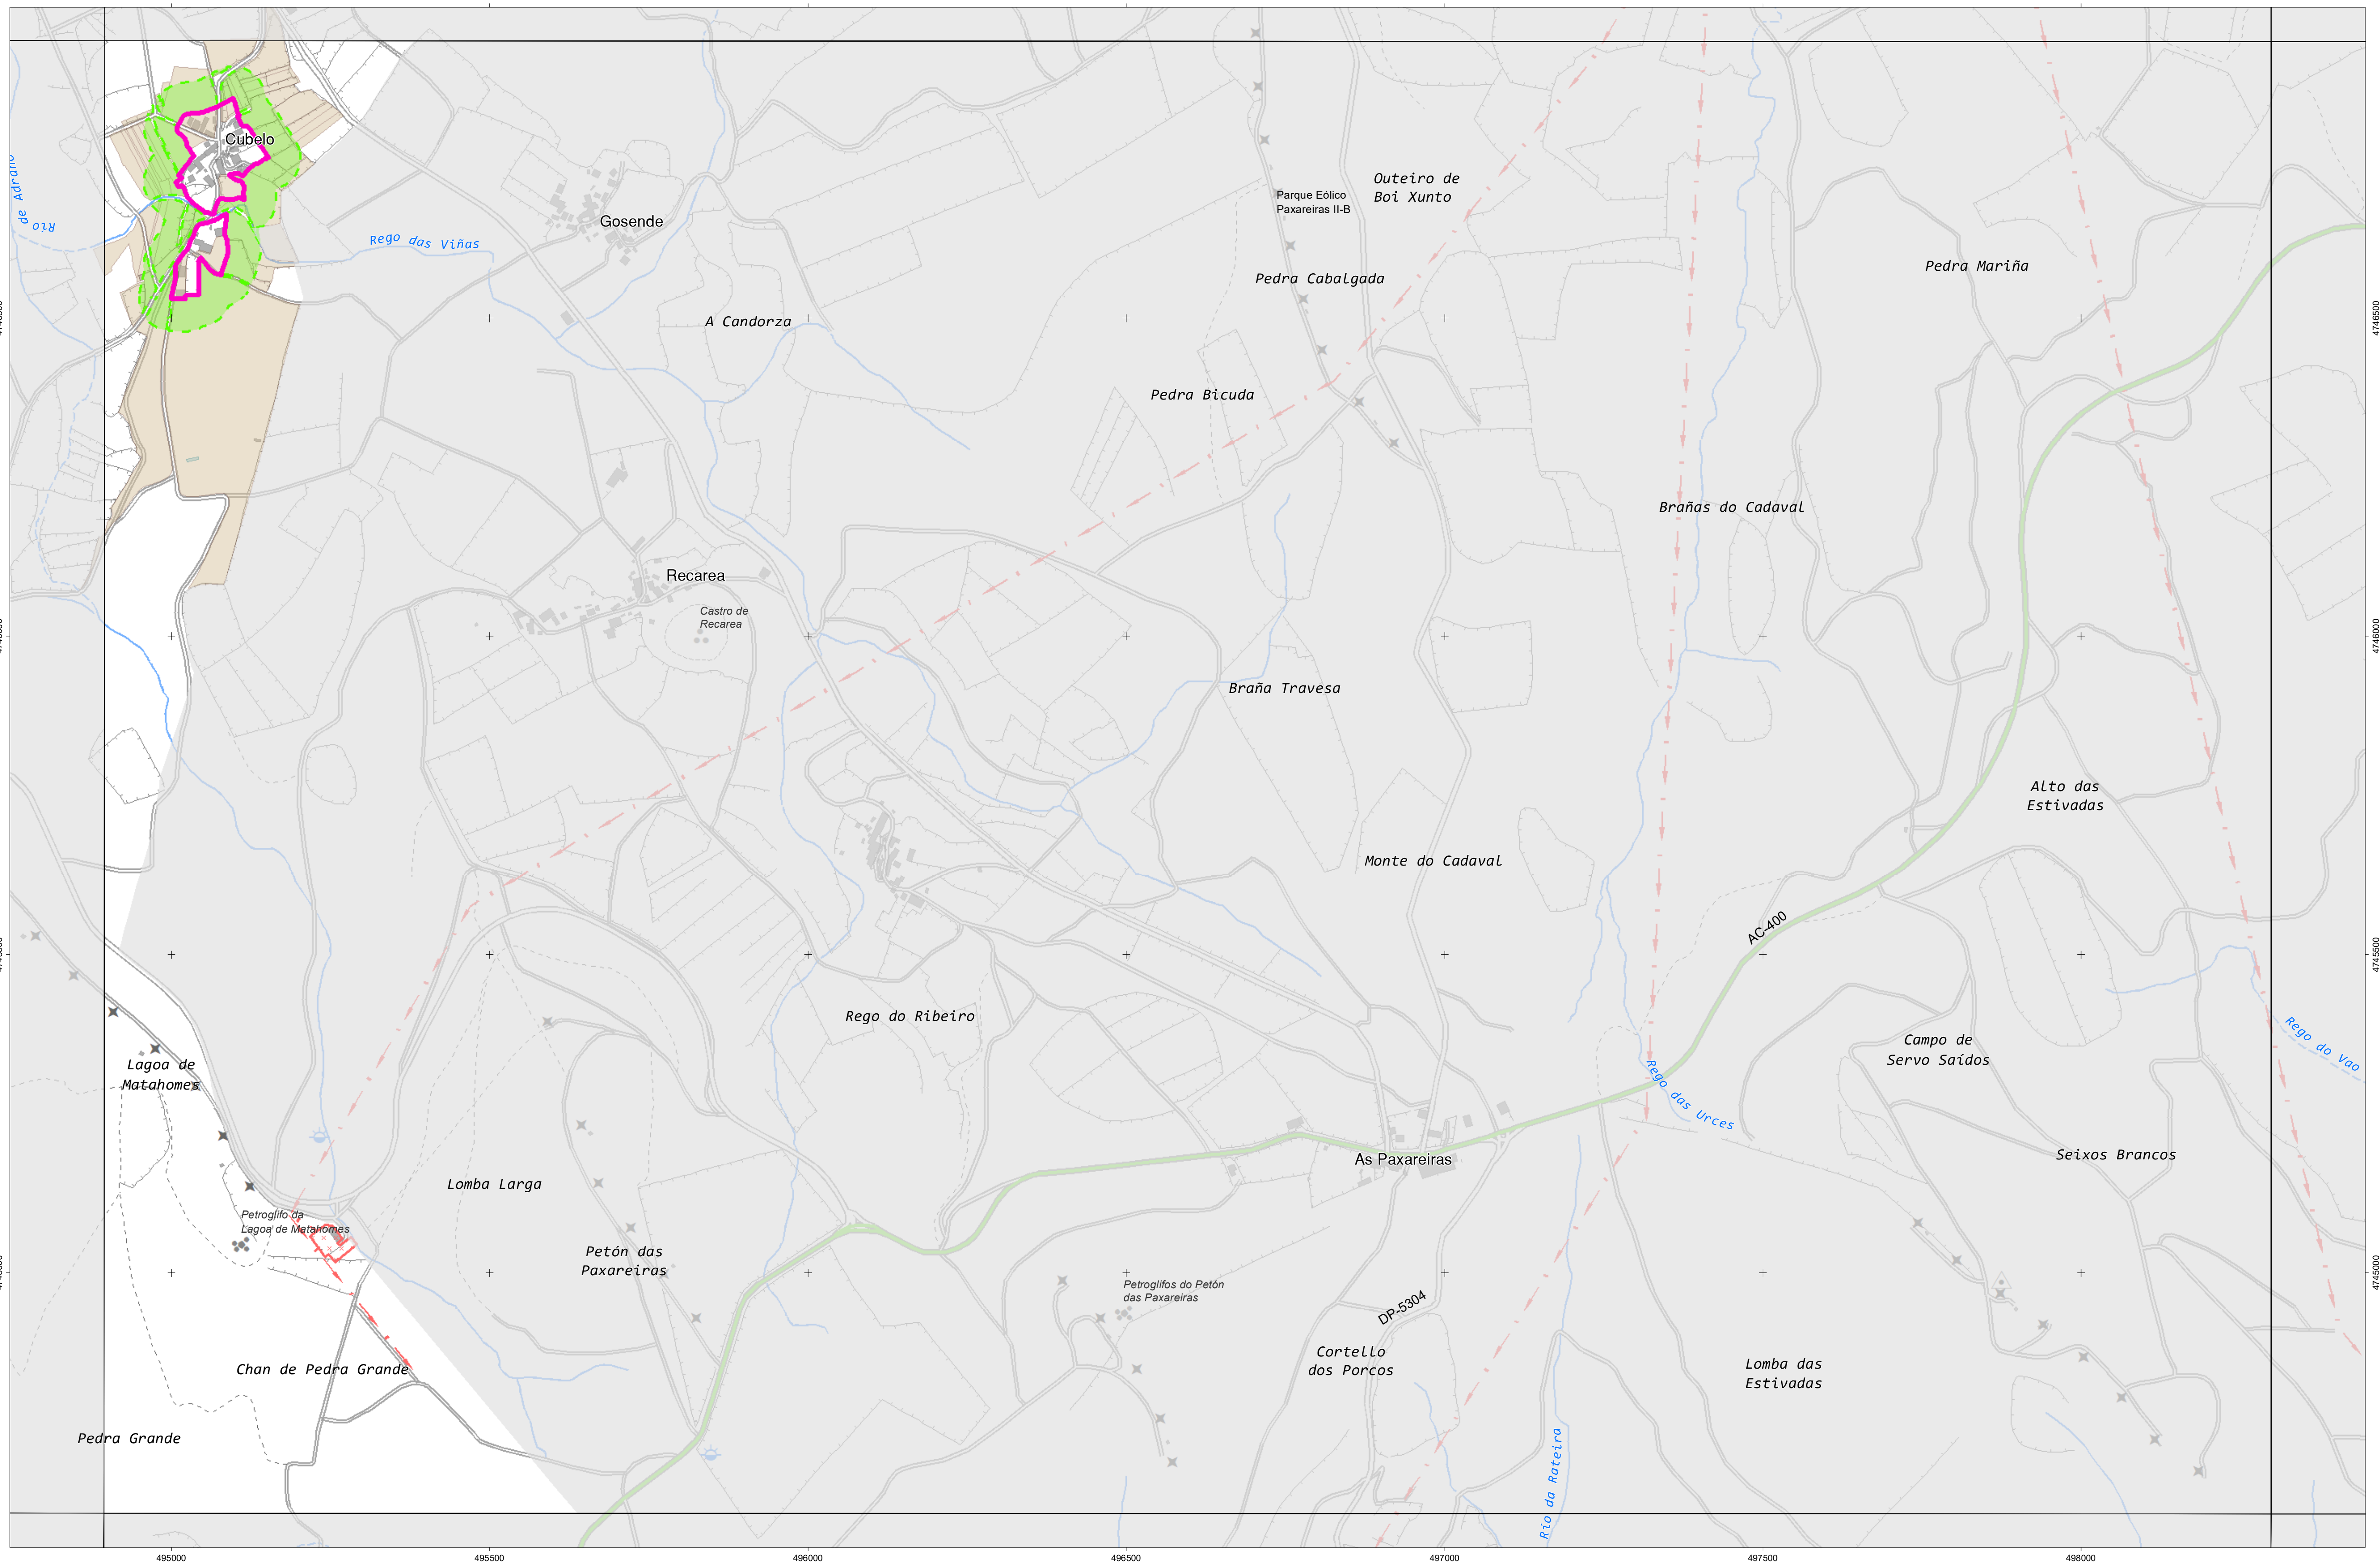 Cubelo
Río
de Adraño
Rego das Viñas
Gosende
Outeiro de
Boi Xunto
Parque Eólico
Paxareiras II-B
Pedra Cabalgada
Pedra Mariña
A Candorza
4746500
Pedra Bicuda
Brañas do Cadaval
Recarea
Castro de
Recarea
4746000
Braña Travesa
Alto das
Estivadas
Monte do Cadaval
AC-400
4745500
Rego do Ribeiro
Campo de
Servo Saídos
Rego do Vao
Lagoa de
Matahomes
Rego das Urces
Seixos Brancos
As Paxareiras
Lomba Larga
Petroglifo da
Lagoa de Matahomes
Petón das
Paxareiras
4745000
Petroglifos do Petón
das Paxareiras
DP-5304
Chan de Pedra Grande
Cortello
dos Porcos
Lomba das
Estivadas
Pedra Grande
Río da Rateira
495000
495500
496000
496500
497000
497500
498000